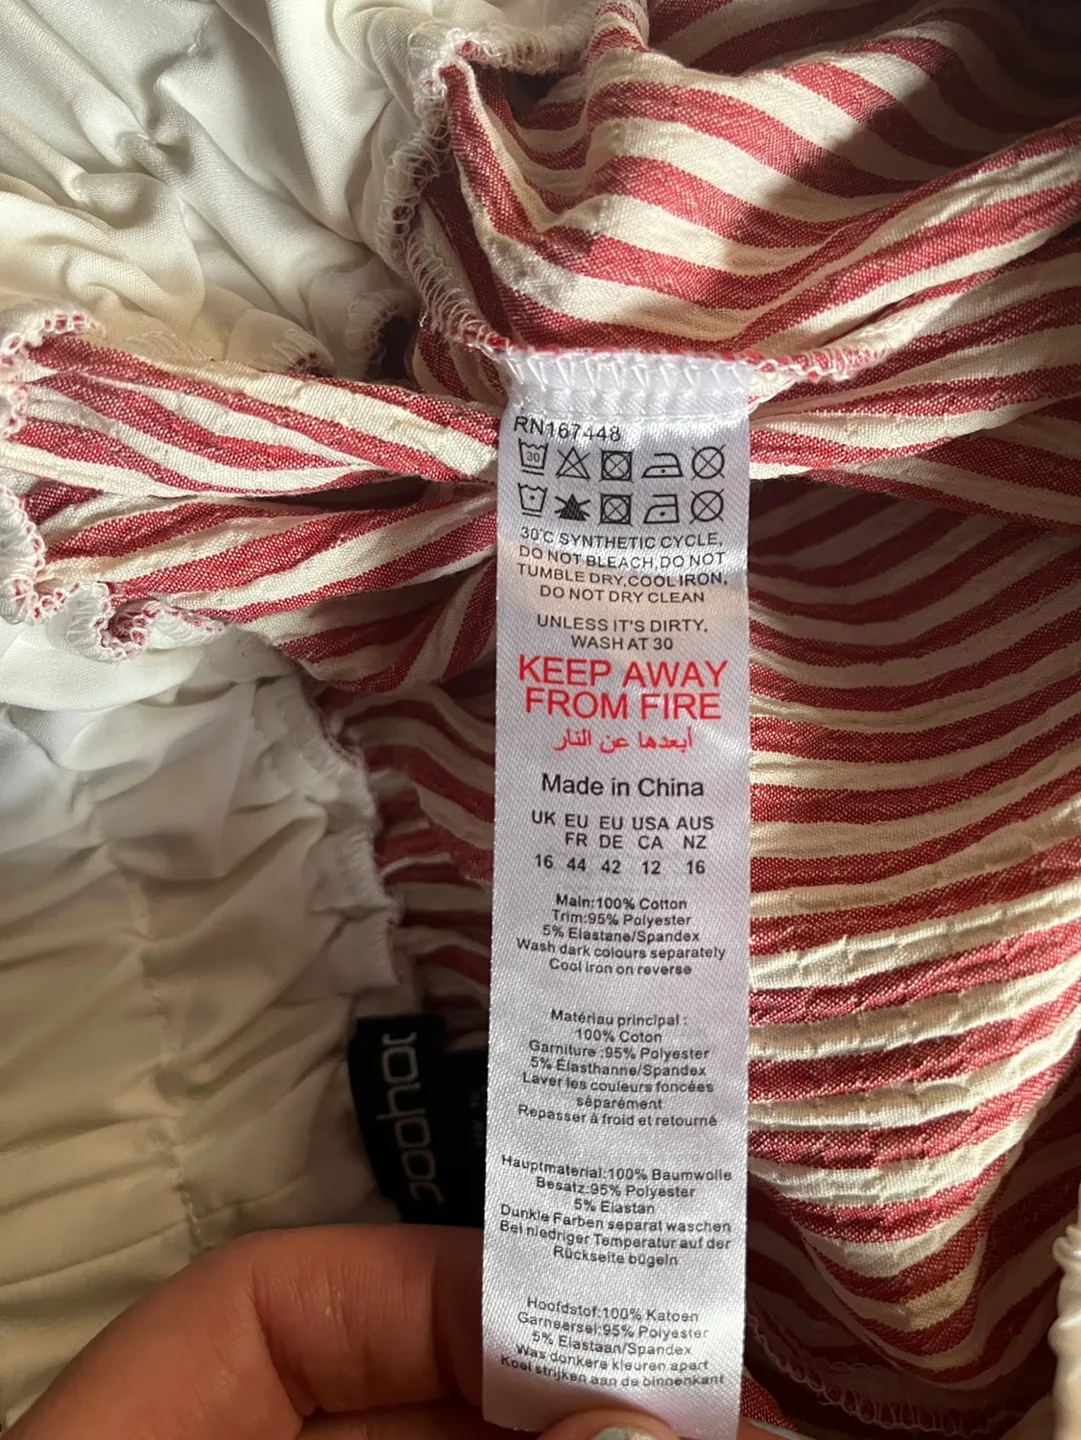 RN167448
30
30°C SYNTHETIC CYCLE,
DO NOT BLEACH,DO NOT
TUMBLE DRY,COOL IRON,
DO NOT DRY CLEAN
UNLESS IT'S DIRTY,
WASH AT 30
KEEP AWAY
FROM FIRE
أبعدها عن النار
Made in China
UK EU EU USA AUS
FR DE CA NZ
16 44 42 12 16
Main:100% Cotton
Trim:95% Polyester
5% Elastane/Spandex
Wash dark colours separately
Cool iron on reverse
Matériau principal :
100% Coton
Garniture :95% Polyester
5% Élasthanne/Spandex
Laver les couleurs foncées
séparément
Repasser à froid et retourné
Hauptmaterial:100% Baumwolle
Besatz:95% Polyester
5% Elastan
Dunkle Farben separat waschen
Bei niedriger Temperatur auf der
Rückseite bügeln
Hoofdstof:100% Katoen
Garneersel:95% Polyester
5% Elastaan/Spandex
Was donkere kleuren apart
Koel strijken aan de binnenkant
boohoo